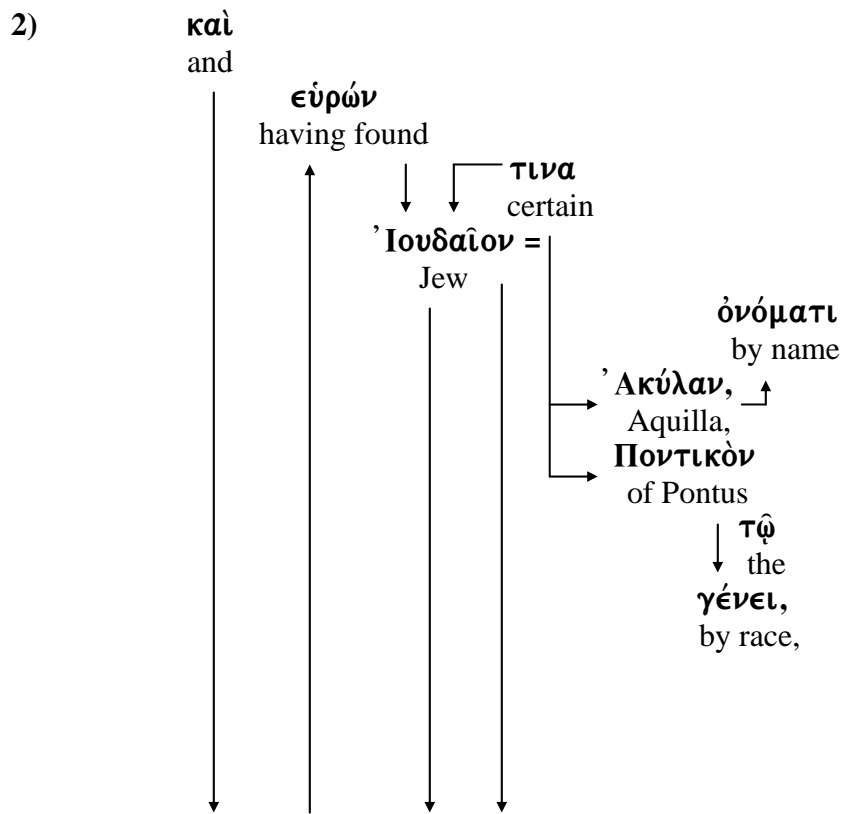 2) καὶ
and
εὑρών
having found
τινα
certain
Ἰουδαῖον =
Jew
ὀνόματι
by name
Ἀκύλαν,
Aquilla,
Ποντικὸν
of Pontus
τῷ
the
γένει,
by race,